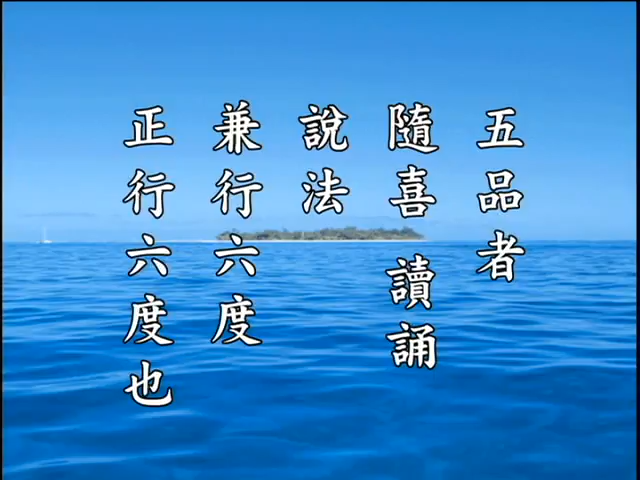 五品者
隨喜 讀誦
說法
兼行六度
正行六度也